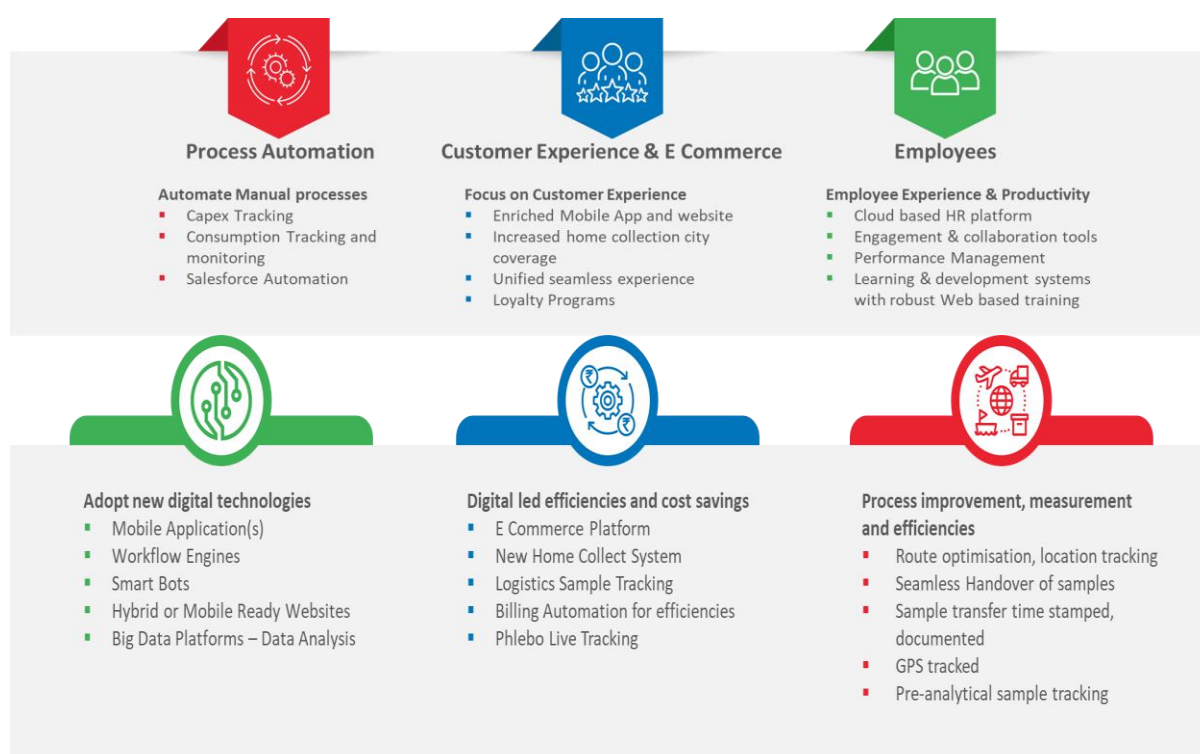 Process Automation
Automate Manual processes
▪ Capex Tracking
▪ Consumption Tracking and
monitoring
▪ Salesforce Automation
Customer Experience & E Commerce
Focus on Customer Experience
▪ Enriched Mobile App and website
▪ Increased home collection city
coverage
▪ Unified seamless experience
▪ Loyalty Programs
Employees
Employee Experience & Productivity
▪ Cloud based HR platform
▪ Engagement & collaboration tools
▪ Performance Management
▪ Learning & development systems
with robust Web based training
Adopt new digital technologies
▪ Mobile Application(s)
▪ Workflow Engines
▪ Smart Bots
▪ Hybrid or Mobile Ready Websites
▪ Big Data Platforms – Data Analysis
₹
₹
Digital led efficiencies and cost savings
▪ E Commerce Platform
▪ New Home Collect System
▪ Logistics Sample Tracking
▪ Billing Automation for efficiencies
▪ Phlebo Live Tracking
Process improvement, measurement
and efficiencies
▪ Route optimisation, location tracking
▪ Seamless Handover of samples
▪ Sample transfer time stamped,
documented
▪ GPS tracked
▪ Pre-analytical sample tracking